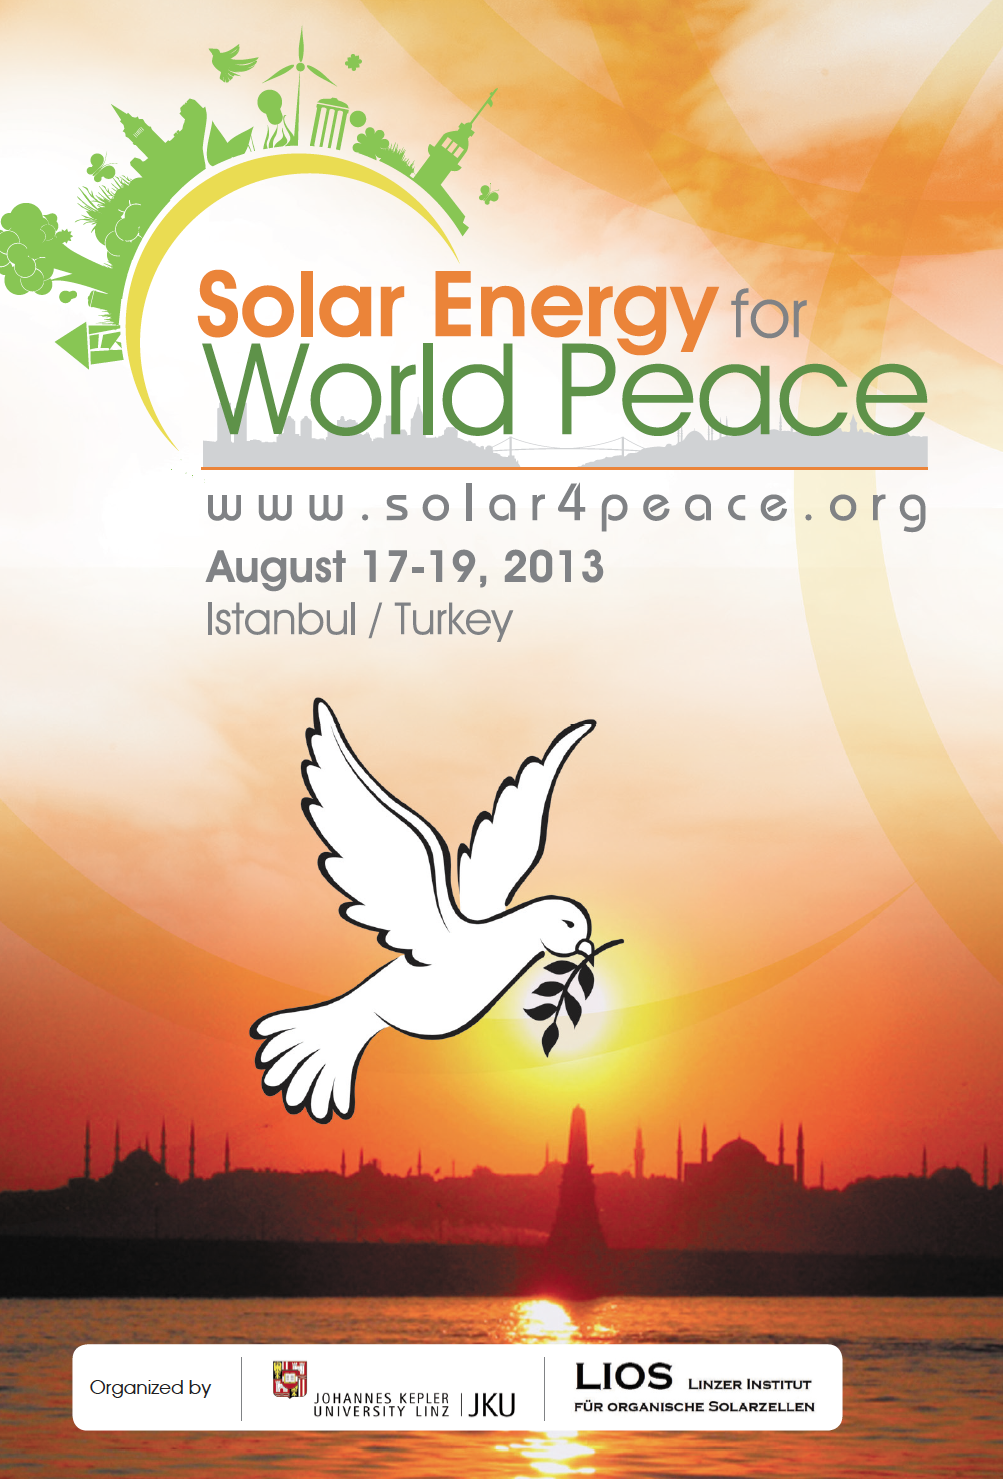 Solar Energy for
World Peace
www.solar4peace.org
August 17-19, 2013
Istanbul / Turkey
Organized by
JOHANNES KEPLER
UNIVERSITY LINZ | JKU
LIOS LINZER INSTITUT
FÜR ORGANISCHE SOLARZELLEN